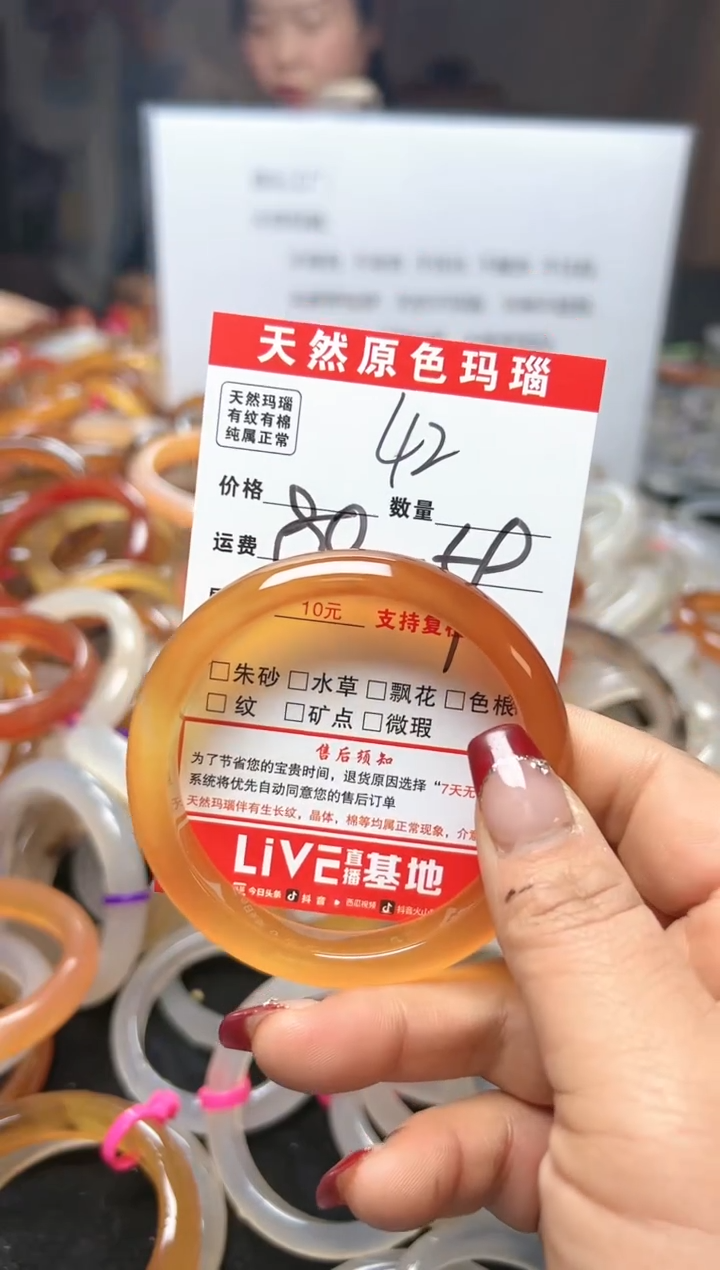 天然原色玛瑙
天然玛瑙
有纹有棉
纯属正常
42
价格
数量
运费
80
10元 支持复
□朱砂 □水草 □飘花 □色根
□纹 □矿点 □微瑕
售后须知
为了节省您的宝贵时间，退货原因选择“7天无
系统将优先自动同意您的售后订单
天然玛瑙伴有生长纹，晶体，棉等均属正常现象，介
LiVE直播基地
今日头条 抖音 西瓜视频 抖音火山